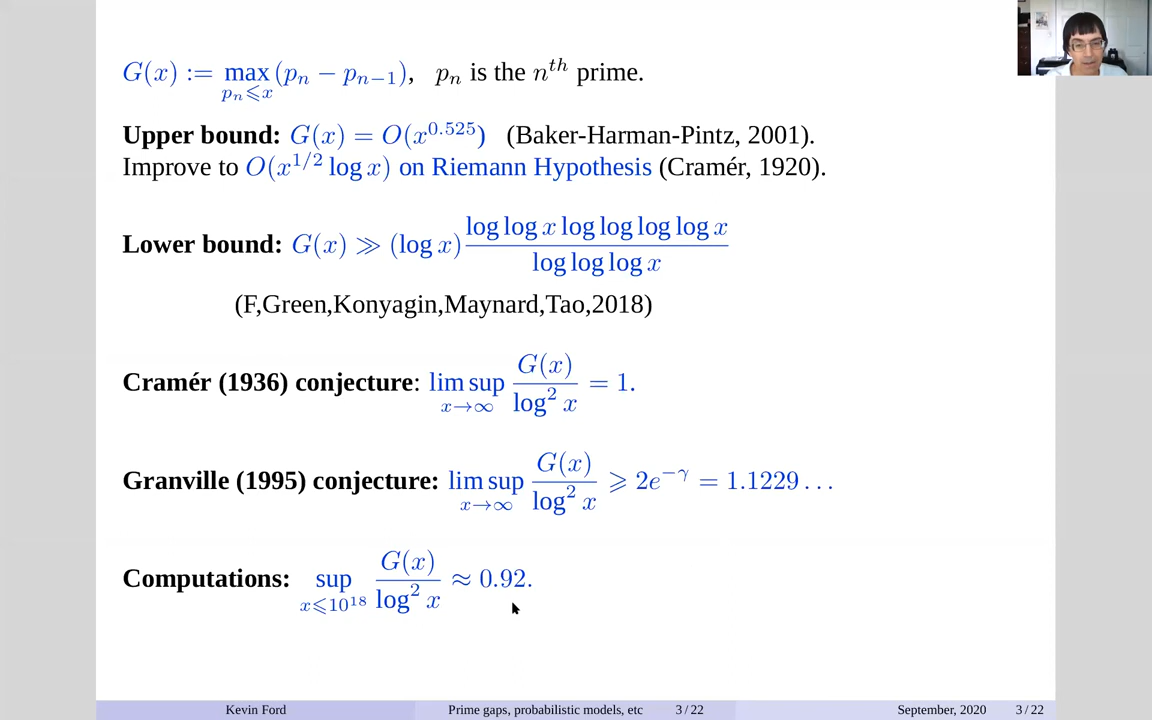 G(x) := max_{p_n ⩽ x} (p_n − p_{n−1}), p_n is the n^{th} prime.
Upper bound: G(x) = O(x^{0.525}) (Baker-Harman-Pintz, 2001).
Improve to O(x^{1/2} log x) on Riemann Hypothesis (Cramér, 1920).
Lower bound: G(x) ≫ (log x) \frac{log log x log log log log x}{log log log x}
(F,Green,Konyagin,Maynard,Tao,2018)
Cramér (1936) conjecture: lim sup_{x→∞} \frac{G(x)}{log^2 x} = 1.
Granville (1995) conjecture: lim sup_{x→∞} \frac{G(x)}{log^2 x} ⩾ 2e^{−γ} = 1.1229…
Computations: sup_{x⩽10^{18}} \frac{G(x)}{log^2 x} ≈ 0.92.
Kevin Ford Prime gaps, probabilistic models, etc 3 / 22 September, 2020 3 / 22